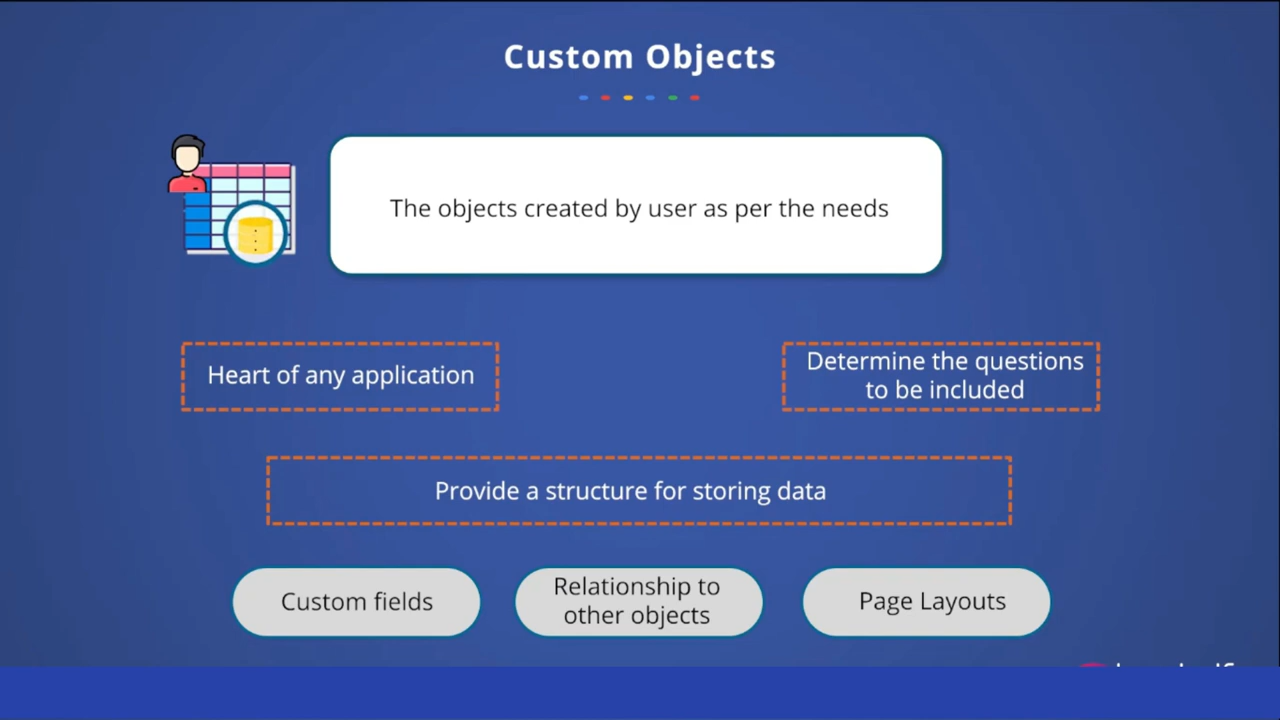 Custom Objects
The objects created by user as per the needs
Heart of any application
Determine the questions
to be included
Provide a structure for storing data
Custom fields
Relationship to
other objects
Page Layouts